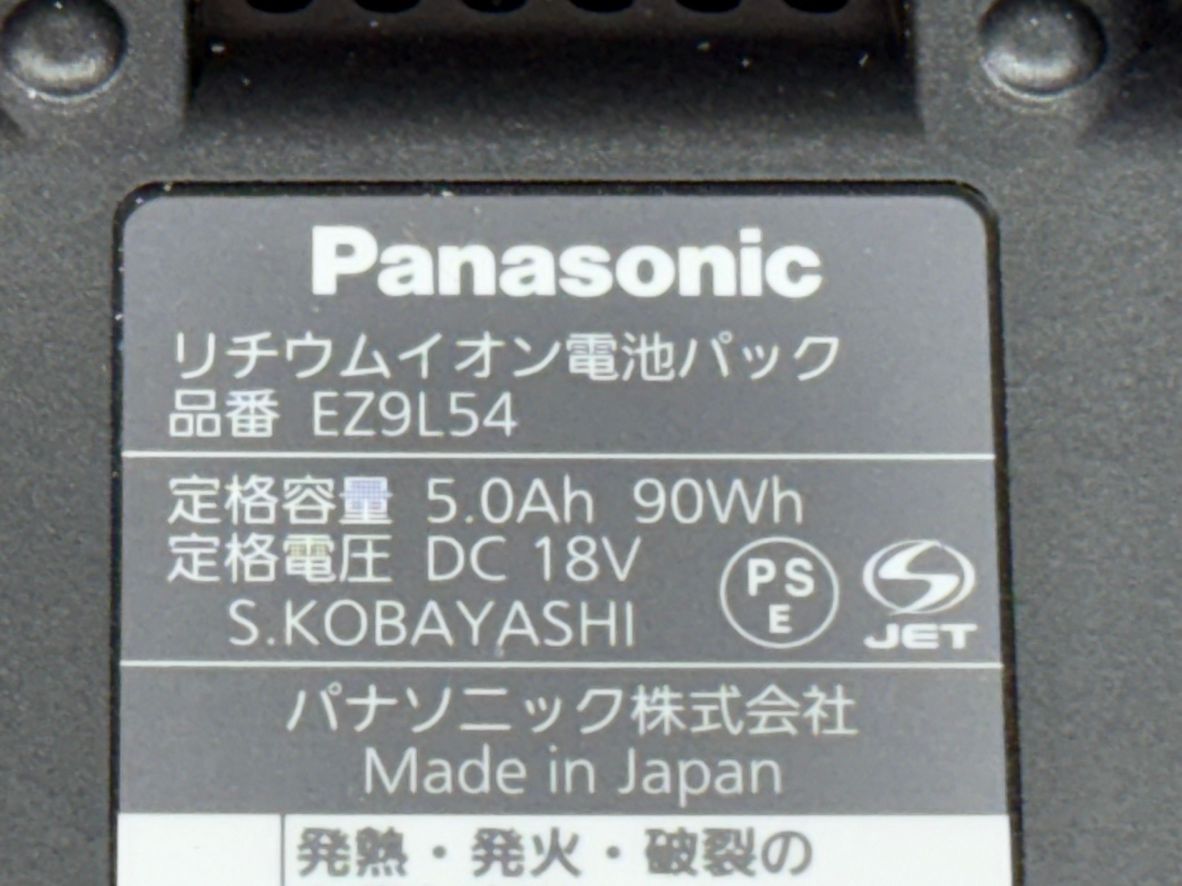 Panasonic
リチウムイオン電池パック
品番 EZ9L54
定格容量 5.0Ah 90Wh
定格電圧 DC 18V
S.KOBAYASHI
PS
E
JET
パナソニック株式会社
Made in Japan
発熱・発火・破裂の